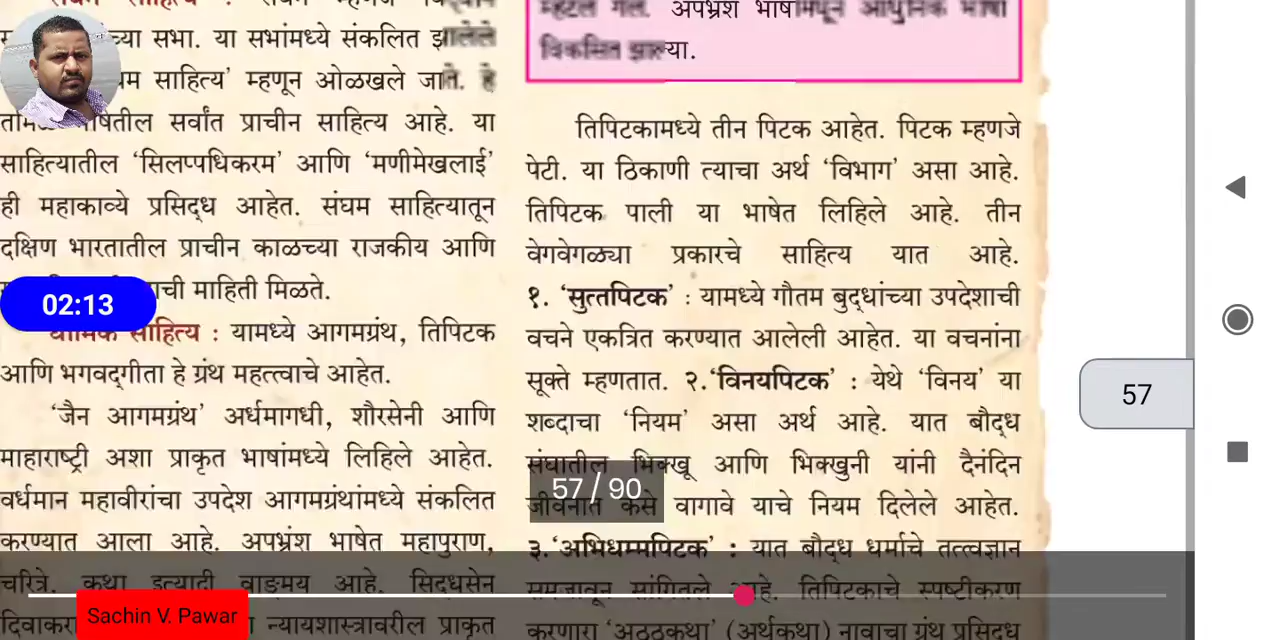 च्या सभा. या सभांमध्ये संकलित झालेले
म साहित्य’ म्हणून ओळखले जाते. हे
तमिळ भाषेतील सर्वांत प्राचीन साहित्य आहे. या
साहित्यातील ‘सिलप्पधिकरम’ आणि ‘मणीमेखलाई’
ही महाकाव्ये प्रसिद्ध आहेत. संघम साहित्यातून
दक्षिण भारतातील प्राचीन काळच्या राजकीय आणि
ची माहिती मिळते.
धार्मिक साहित्य : यामध्ये आगमग्रंथ, तिपिटक
आणि भगवद्गीता हे ग्रंथ महत्त्वाचे आहेत.
‘जैन आगमग्रंथ’ अर्धमागधी, शौरसेनी आणि
माहाराष्ट्री अशा प्राकृत भाषांमध्ये लिहिले आहेत.
वर्धमान महावीरांचा उपदेश आगमग्रंथांमध्ये संकलित
करण्यात आला आहे. अपभ्रंश भाषेत महापुराण,
चरित्रे, कथा इत्यादी वाङ्मय आहे. सिद्धसेन
न्यायशास्त्रावरील प्राकृत
म्हटले गेले. अपभ्रंश भाषांमधून आधुनिक भाषा
विकसित झाल्या.
तिपिटकामध्ये तीन पिटक आहेत. पिटक म्हणजे
पेटी. या ठिकाणी त्याचा अर्थ ‘विभाग’ असा आहे.
तिपिटक पाली या भाषेत लिहिले आहे. तीन
वेगवेगळ्या प्रकारचे साहित्य यात आहे.
१. ‘सुत्तपिटक’ : यामध्ये गौतम बुद्धांच्या उपदेशाची
वचने एकत्रित करण्यात आलेली आहेत. या वचनांना
सूक्ते म्हणतात. २.‘विनयपिटक’ : येथे ‘विनय’ या
शब्दाचा ‘नियम’ असा अर्थ आहे. यात बौद्ध
संघातील भिक्खू आणि भिक्खुनी यांनी दैनंदिन
जीवनात कसे वागावे याचे नियम दिलेले आहेत.
३.‘अभिधम्मपिटक’ : यात बौद्ध धर्माचे तत्त्वज्ञान
समजावून सांगितले आहे. तिपिटकाचे स्पष्टीकरण
करणारा ‘अठ्ठकथा’ (अर्थकथा) नावाचा ग्रंथ प्रसिद्ध
02:13
57 / 90
57
Sachin V. Pawar